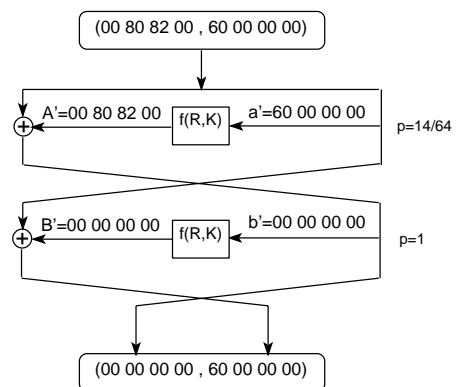 (00 80 82 00 , 60 00 00 00)
A'=00 80 82 00
f(R,K)
a'=60 00 00 00
p=14/64
B'=00 00 00 00
f(R,K)
b'=00 00 00 00
p=1
(00 00 00 00 , 60 00 00 00)